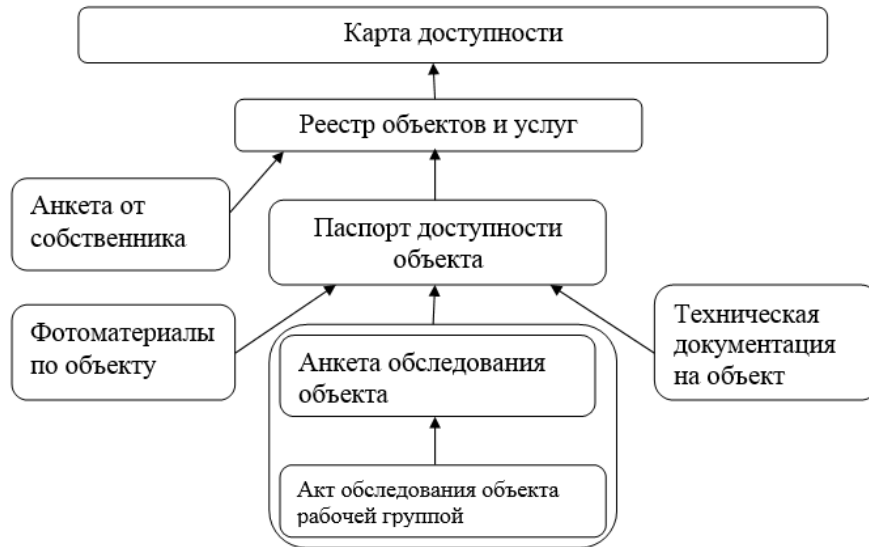 Карта доступности
Реестр объектов и услуг
Анкета от
собственника
Паспорт доступности
объекта
Фотоматериалы
по объекту
Анкета обследования
объекта
Техническая
документация
на объект
Акт обследования объекта
рабочей группой